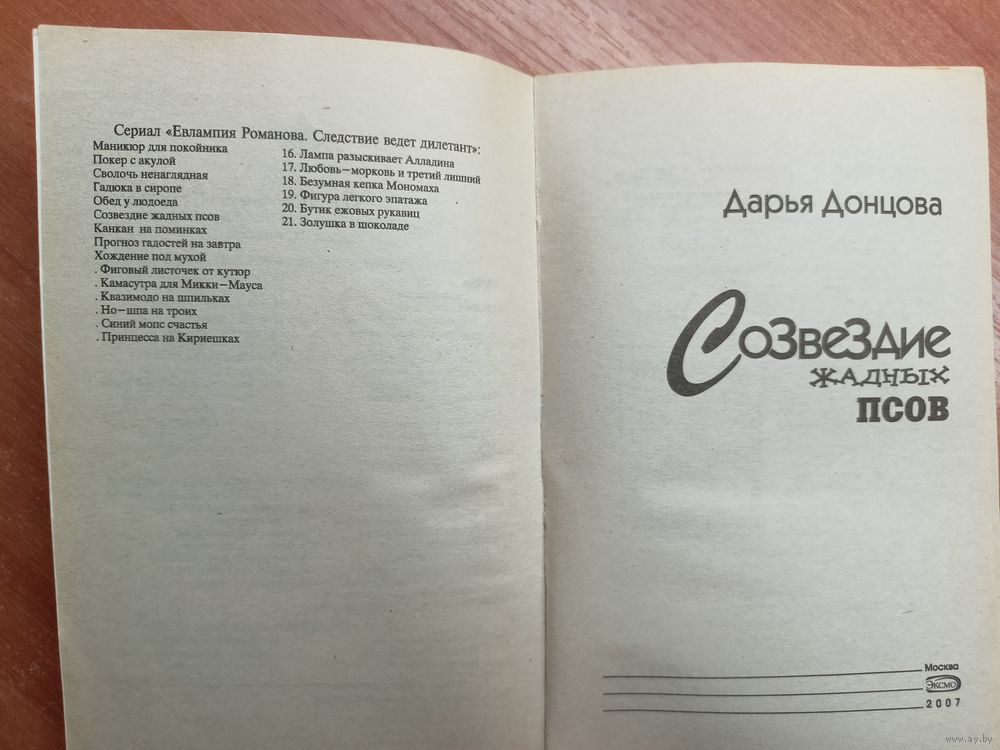 Сериал «Евлампия Романова. Следствие ведет дилетант»:
Маникюр для покойника
Покер с акулой
Сволочь ненаглядная
Гадюка в сиропе
Обед у людоеда
Созвездие жадных псов
Канкан на поминках
Прогноз гадостей на завтра
Хождение под мухой
. Фиговый листочек от кутюр
. Камасутра для Микки–Мауса
. Квазимодо на шпильках
. Но–шпа на троих
. Синий мопс счастья
. Принцесса на Кириешках
16. Лампа разыскивает Алладина
17. Любовь–морковь и третий лишний
18. Безумная кепка Мономаха
19. Фигура легкого эпатажа
20. Бутик ежовых рукавиц
21. Золушка в шоколаде
Дарья Донцова
Созвездие
жадных
псов
Москва
ЭКСМО
2007
www.ay.by